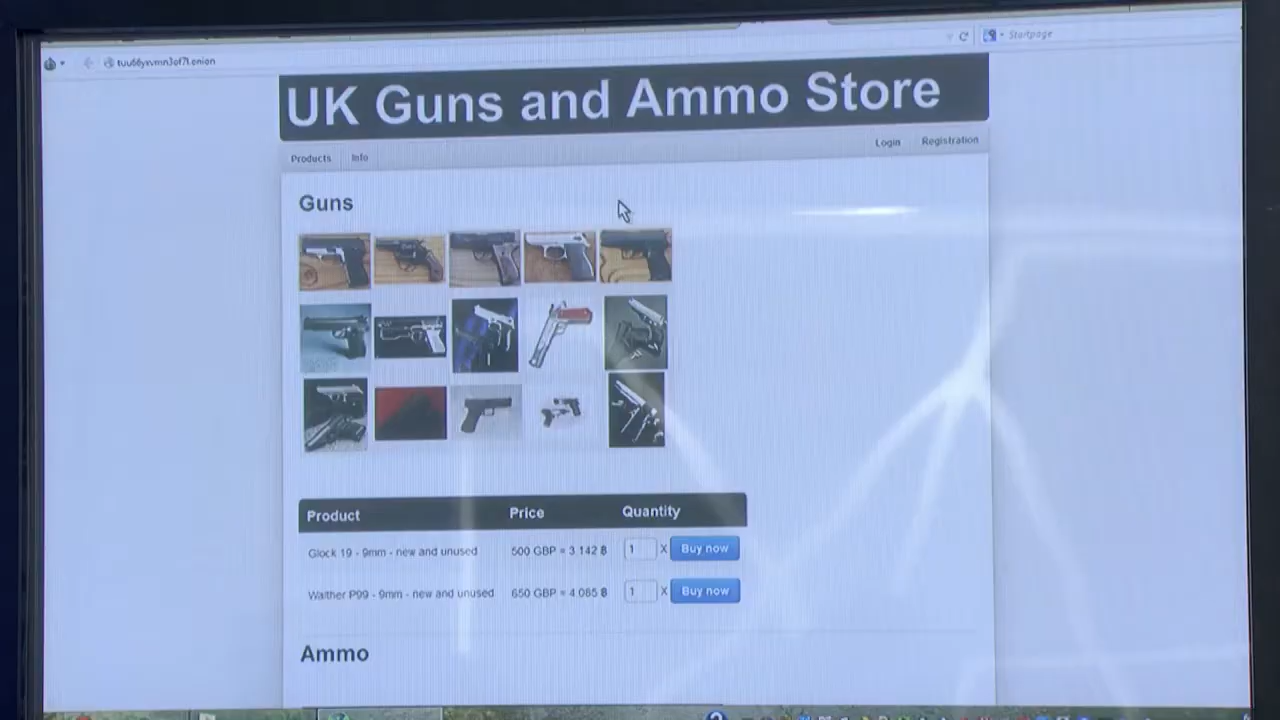 Startpage
UK Guns and Ammo Store
Products Info Login Registration
Guns
Product Price Quantity
Glock 19 - 9mm - new and unused 500 GBP = 3.142 ฿ 1 X Buy now
Walther P99 - 9mm - new and unused 650 GBP = 4.085 ฿ 1 X Buy now
Ammo